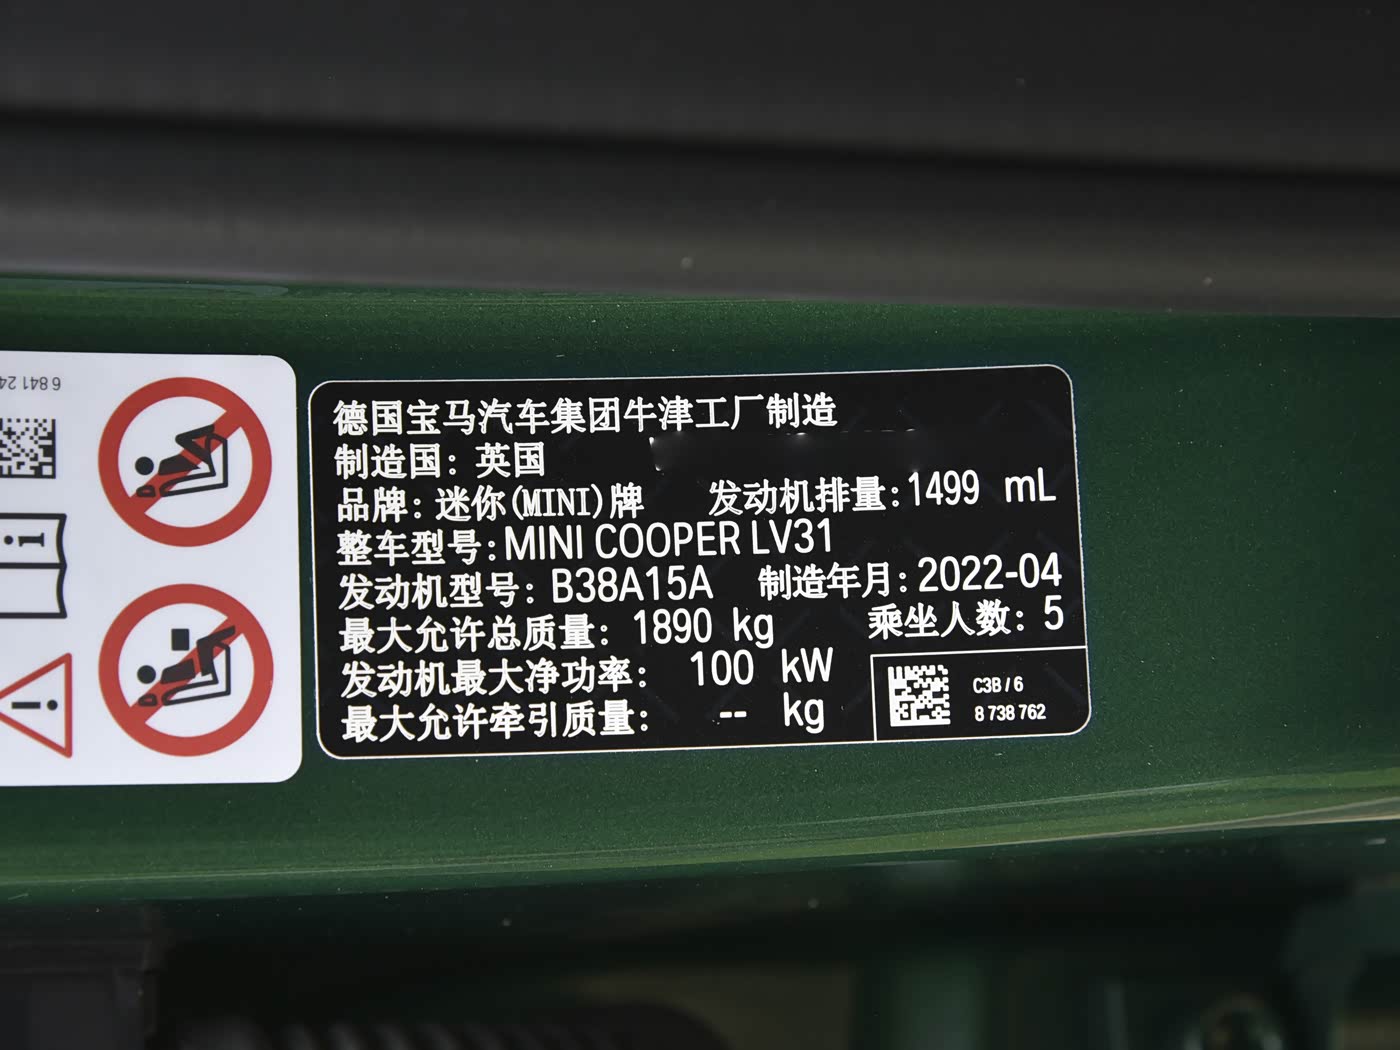 6 841 24
德国宝马汽车集团牛津工厂制造
制造国：英国
品牌：迷你(MINI)牌 发动机排量：1499 mL
整车型号：MINI COOPER LV31
发动机型号：B38A15A 制造年月：2022-04
最大允许总质量：1890 kg 乘坐人数：5
发动机最大净功率：100 kW
最大允许牵引质量：-- kg
C3B / 6
8 738 762